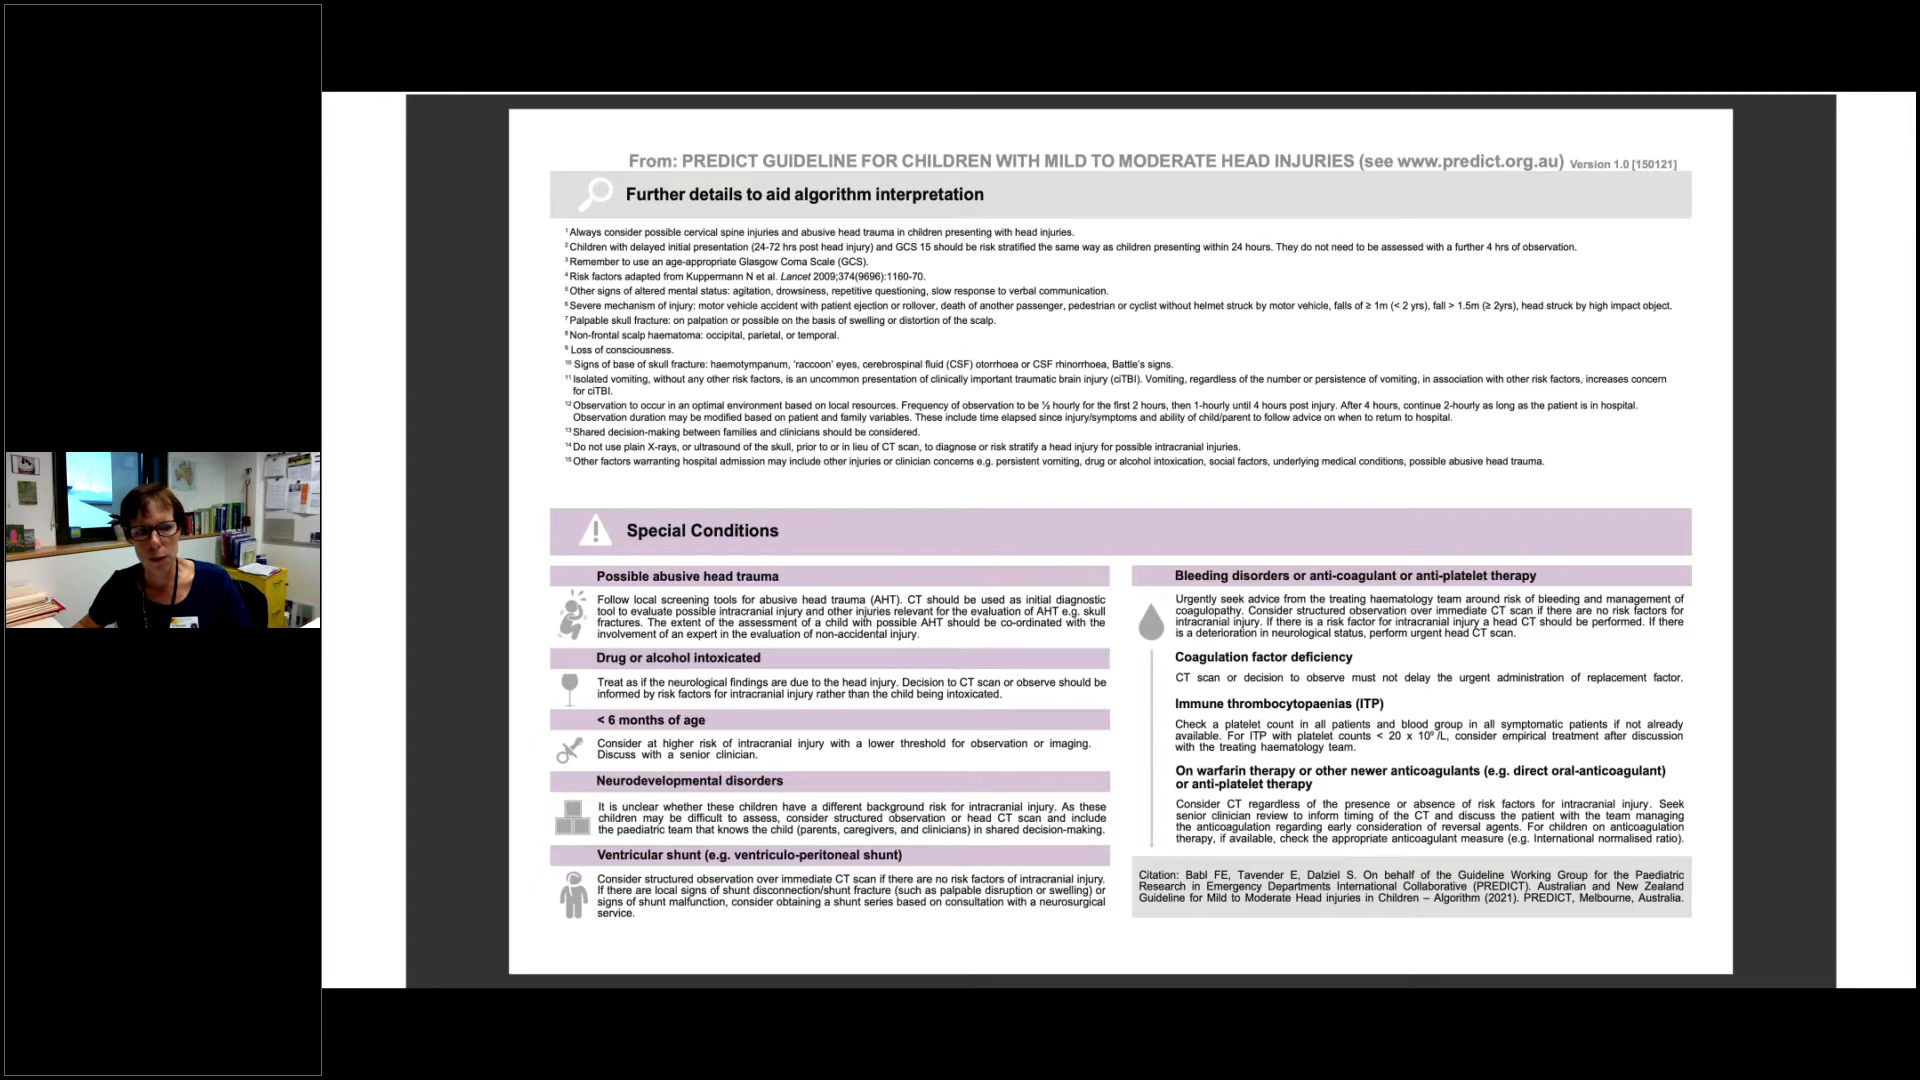 From: PREDICT GUIDELINE FOR CHILDREN WITH MILD TO MODERATE HEAD INJURIES (see www.predict.org.au) Version 1.0 [150121]
Further details to aid algorithm interpretation
1 Always consider possible cervical spine injuries and abusive head trauma in children presenting with head injuries.
2 Children with delayed initial presentation (24-72 hrs post head injury) and GCS 15 should be risk stratified the same way as children presenting within 24 hours. They do not need to be assessed with a further 4 hrs of observation.
3 Remember to use an age-appropriate Glasgow Coma Scale (GCS).
4 Risk factors adapted from Kuppermann N et al. Lancet 2009;374(9696):1160-70.
5 Other signs of altered mental status: agitation, drowsiness, repetitive questioning, slow response to verbal communication.
6 Severe mechanism of injury: motor vehicle accident with patient ejection or rollover, death of another passenger, pedestrian or cyclist without helmet struck by motor vehicle, falls of ≥ 1m (< 2 yrs), fall > 1.5m (≥ 2yrs), head struck by high impact object.
7 Palpable skull fracture: on palpation or possible on the basis of swelling or distortion of the scalp.
8 Non-frontal scalp haematoma: occipital, parietal, or temporal.
9 Loss of consciousness.
10 Signs of base of skull fracture: haemotympanum, 'raccoon' eyes, cerebrospinal fluid (CSF) otorrhoea or CSF rhinorrhoea, Battle's signs.
11 Isolated vomiting, without any other risk factors, is an uncommon presentation of clinically important traumatic brain injury (ciTBI). Vomiting, regardless of the number or persistence of vomiting, in association with other risk factors, increases concern
for ciTBI.
12 Observation to occur in an optimal environment based on local resources. Frequency of observation to be ½ hourly for the first 2 hours, then 1-hourly until 4 hours post injury. After 4 hours, continue 2-hourly as long as the patient is in hospital.
Observation duration may be modified based on patient and family variables. These include time elapsed since injury/symptoms and ability of child/parent to follow advice on when to return to hospital.
13 Shared decision-making between families and clinicians should be considered.
14 Do not use plain X-rays, or ultrasound of the skull, prior to or in lieu of CT scan, to diagnose or risk stratify a head injury for possible intracranial injuries.
15 Other factors warranting hospital admission may include other injuries or clinician concerns e.g. persistent vomiting, drug or alcohol intoxication, social factors, underlying medical conditions, possible abusive head trauma.
Special Conditions
Possible abusive head trauma
Follow local screening tools for abusive head trauma (AHT). CT should be used as initial diagnostic
tool to evaluate possible intracranial injury and other injuries relevant for the evaluation of AHT e.g. skull
fractures. The extent of the assessment of a child with possible AHT should be co-ordinated with the
involvement of an expert in the evaluation of non-accidental injury.
Drug or alcohol intoxicated
Treat as if the neurological findings are due to the head injury. Decision to CT scan or observe should be
informed by risk factors for intracranial injury rather than the child being intoxicated.
< 6 months of age
Consider at higher risk of intracranial injury with a lower threshold for observation or imaging.
Discuss with a senior clinician.
Neurodevelopmental disorders
It is unclear whether these children have a different background risk for intracranial injury. As these
children may be difficult to assess, consider structured observation or head CT scan and include
the paediatric team that knows the child (parents, caregivers, and clinicians) in shared decision-making.
Ventricular shunt (e.g. ventriculo-peritoneal shunt)
Consider structured observation over immediate CT scan if there are no risk factors of intracranial injury.
If there are local signs of shunt disconnection/shunt fracture (such as palpable disruption or swelling) or
signs of shunt malfunction, consider obtaining a shunt series based on consultation with a neurosurgical
service.
Bleeding disorders or anti-coagulant or anti-platelet therapy
Urgently seek advice from the treating haematology team around risk of bleeding and management of
coagulopathy. Consider structured observation over immediate CT scan if there are no risk factors for
intracranial injury. If there is a risk factor for intracranial injury a head CT should be performed. If there
is a deterioration in neurological status, perform urgent head CT scan.
Coagulation factor deficiency
CT scan or decision to observe must not delay the urgent administration of replacement factor.
Immune thrombocytopaenias (ITP)
Check a platelet count in all patients and blood group in all symptomatic patients if not already
available. For ITP with platelet counts < 20 x 10⁹ /L, consider empirical treatment after discussion
with the treating haematology team.
On warfarin therapy or other newer anticoagulants (e.g. direct oral-anticoagulant)
or anti-platelet therapy
Consider CT regardless of the presence or absence of risk factors for intracranial injury. Seek
senior clinician review to inform timing of the CT and discuss the patient with the team managing
the anticoagulation regarding early consideration of reversal agents. For children on anticoagulation
therapy, if available, check the appropriate anticoagulant measure (e.g. International normalised ratio).
Citation: Babl FE, Tavender E, Dalziel S. On behalf of the Guideline Working Group for the Paediatric
Research in Emergency Departments International Collaborative (PREDICT). Australian and New Zealand
Guideline for Mild to Moderate Head injuries in Children – Algorithm (2021). PREDICT, Melbourne, Australia.